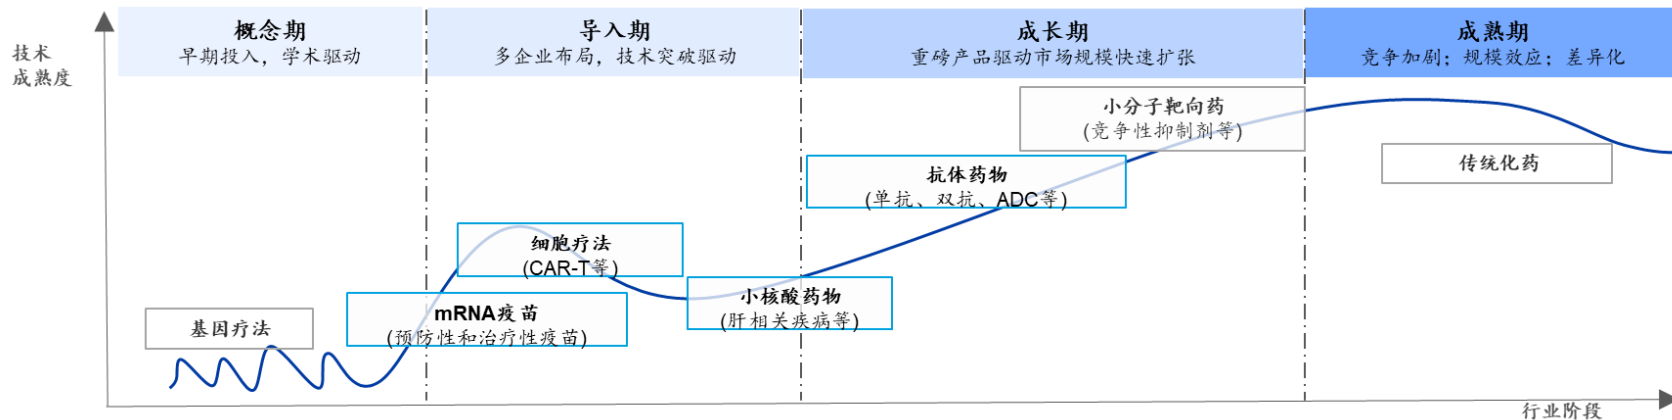 技术
成熟度
概念期
早期投入，学术驱动
导入期
多企业布局，技术突破驱动
成长期
重磅产品驱动市场规模快速扩张
成熟期
竞争加剧；规模效应；差异化
小分子靶向药
(竞争性抑制剂等)
传统化药
抗体药物
(单抗、双抗、ADC等)
细胞疗法
(CAR-T等)
小核酸药物
(肝相关疾病等)
mRNA疫苗
(预防性和治疗性疫苗)
基因疗法
行业阶段